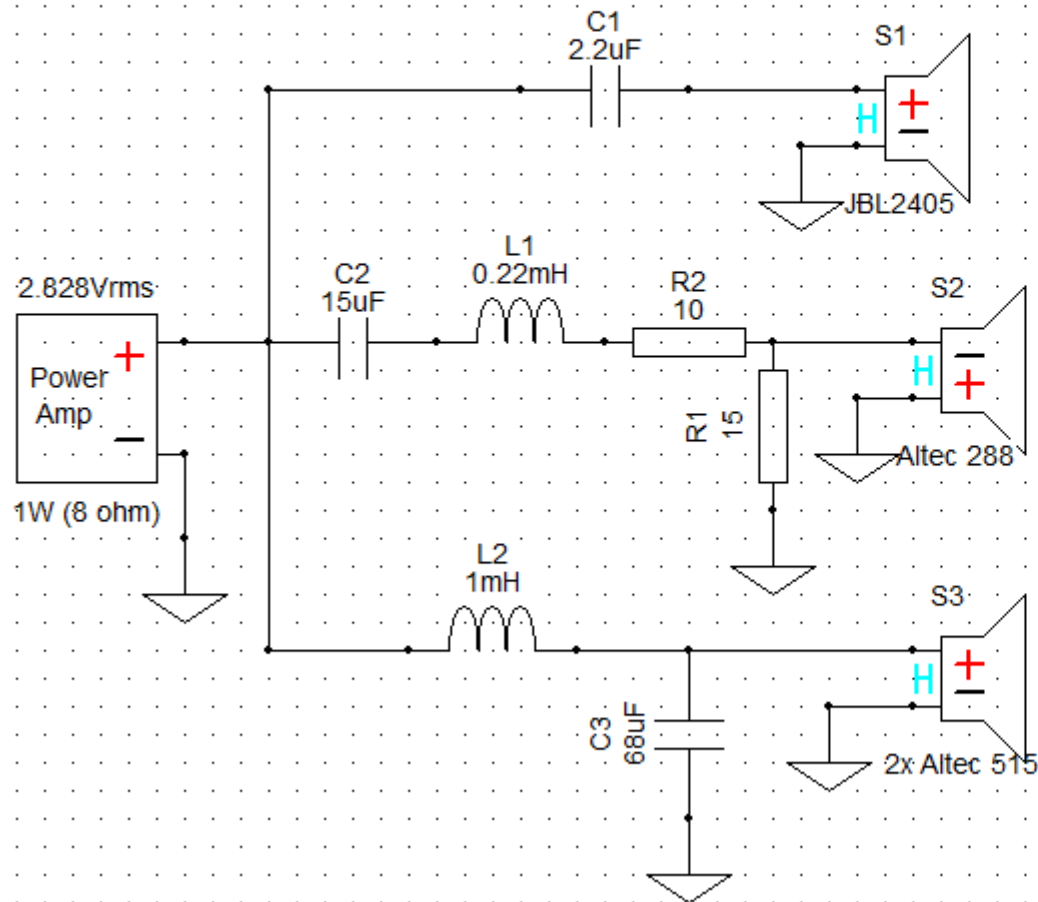 C1
2.2uF
S1
+
H
−
JBL2405
2.828Vrms
C2
15uF
L1
0.22mH
R2
10
S2
Power
Amp
+
−
−
H
+
R1
15
Altec 288
1W (8 ohm)
L2
1mH
S3
+
H
−
C3
68uF
2x Altec 515